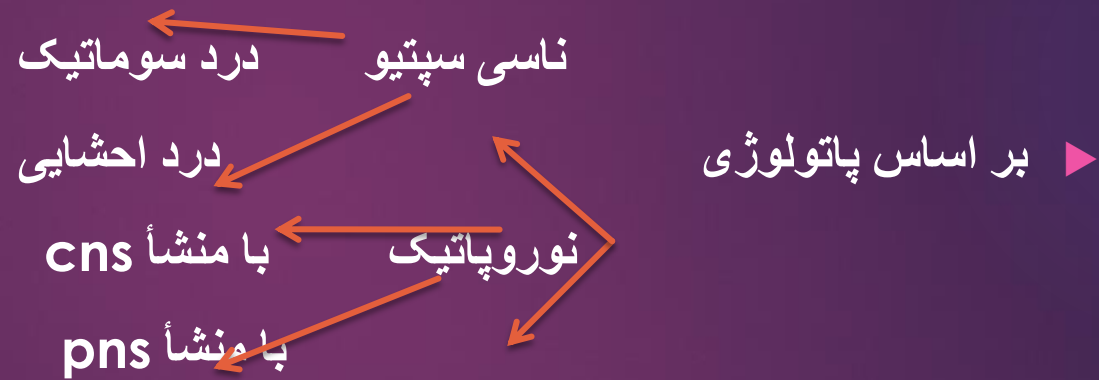 ناسی سپتیو درد سوماتیک
بر اساس پاتولوژی درد احشایی
نوروپاتیک با منشأ cns
با منشأ pns